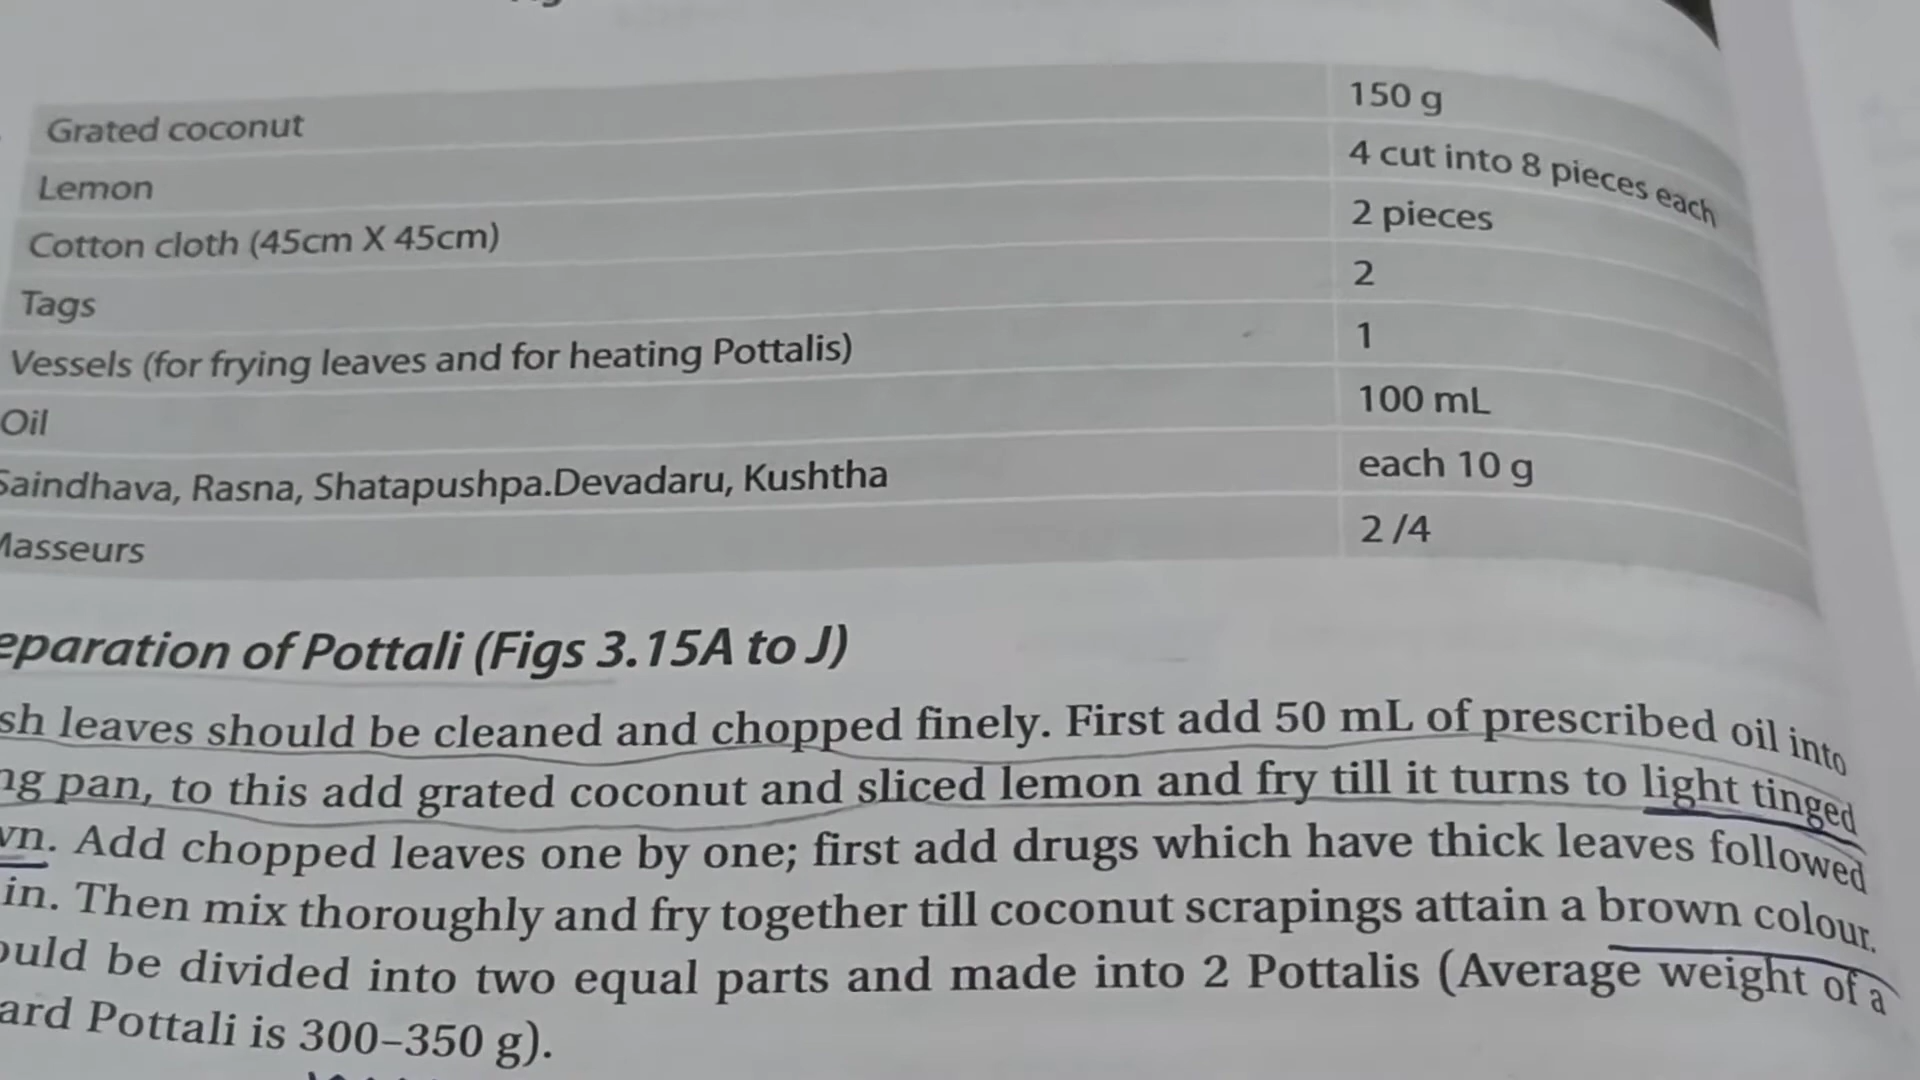 Grated coconut 150 g
Lemon 4 cut into 8 pieces each
Cotton cloth (45cm X 45cm) 2 pieces
Tags 2
Vessels (for frying leaves and for heating Pottalis) 1
Oil 100 mL
Saindhava, Rasna, Shatapushpa.Devadaru, Kushtha each 10 g
Masseurs 2 /4
eparation of Pottali (Figs 3.15A to J)
sh leaves should be cleaned and chopped finely. First add 50 mL of prescribed oil into
ng pan, to this add grated coconut and sliced lemon and fry till it turns to light tinged
wn. Add chopped leaves one by one; first add drugs which have thick leaves followed
in. Then mix thoroughly and fry together till coconut scrapings attain a brown colour.
ould be divided into two equal parts and made into 2 Pottalis (Average weight of a
ard Pottali is 300–350 g).